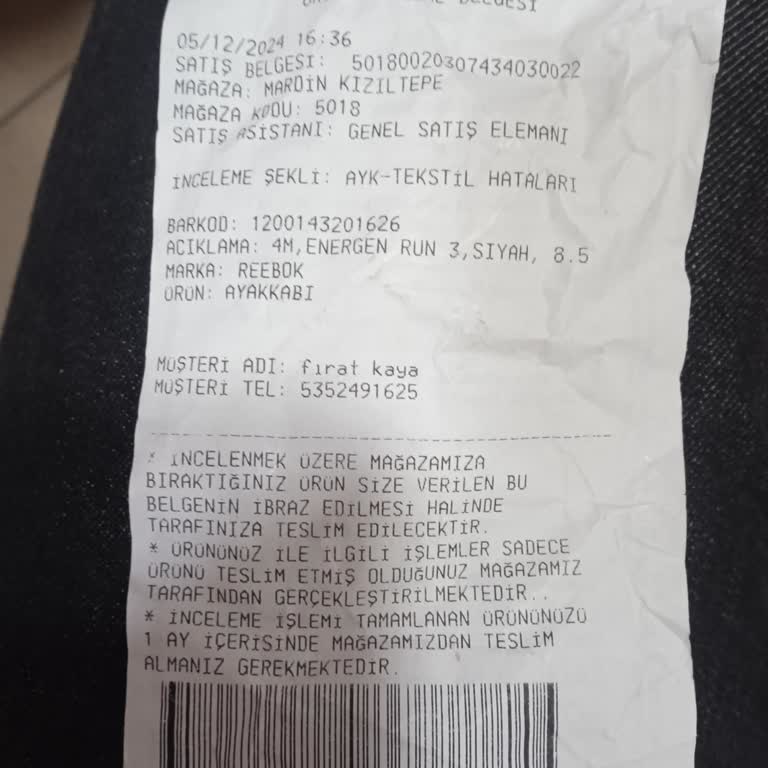 BELGESI
05/12/2024 16:36
SATIŞ BELGESI: 50180020307434030022
MAĞAZA: MARDİN KIZILTEPE
MAĞAZA KODU: 5018
SATIŞ ASİSTANI: GENEL SATIŞ ELEMANI
İNCELEME ŞEKLİ: AYK-TEKSTİL HATALARI
BARKOD: 1200143201626
ACIKLAMA: 4M,ENERGEN RUN 3,SIYAH, 8.5
MARKA: REEBOK
ÜRÜN: AYAKKABI
MÜŞTERİ ADI: fırat kaya
MÜŞTERİ TEL: 5352491625
* İNCELENMEK ÜZERE MAĞAZAMIZA
BIRAKTIĞINIZ ÜRÜN SİZE VERİLEN BU
BELGENİN İBRAZ EDİLMESİ HALİNDE
TARAFINIZA TESLİM EDİLECEKTİR.
* ÜRÜNÜNÜZ İLE İLGİLİ İŞLEMLER SADECE
ÜRÜNÜ TESLİM ETMİŞ OLDUĞUNUZ MAĞAZAMIZ
TARAFINDAN GERÇEKLEŞTİRİLMEKTEDİR..
* İNCELEME İŞLEMİ TAMAMLANAN ÜRÜNÜNÜZÜ
1 AY İÇERİSİNDE MAĞAZAMIZDAN TESLİM
ALMANIZ GEREKMEKTEDİR.